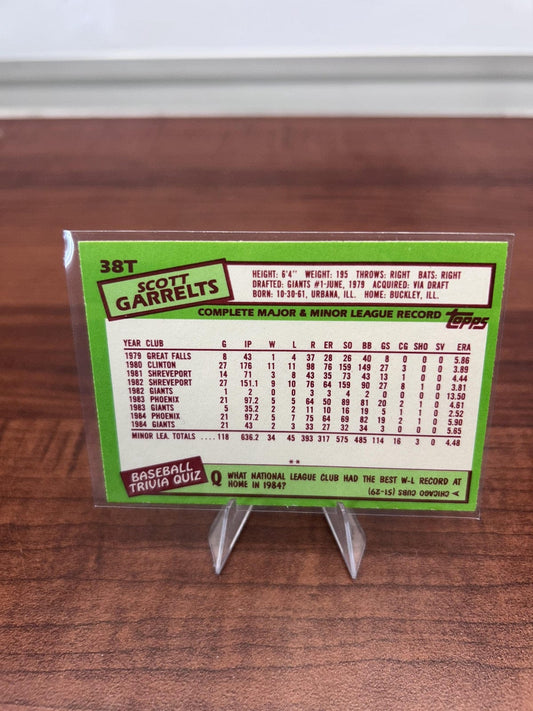 38T
SCOTT
GARRELTS
HEIGHT: 6'4" WEIGHT: 195 THROWS: RIGHT BATS: RIGHT
DRAFTED: GIANTS #1-JUNE, 1979 ACQUIRED: VIA DRAFT
BORN: 10-30-61, URBANA, ILL. HOME: BUCKLEY, ILL.
COMPLETE MAJOR & MINOR LEAGUE RECORD topps
YEAR CLUB G IP W L R ER SO BB GS CG SHO SV ERA
1979 GREAT FALLS 8 43 1 4 37 28 26 40 8 0 0 0 5.86
1980 CLINTON 27 176 11 11 98 76 159 149 27 3 0 0 3.89
1981 SHREVEPORT 14 71 3 8 43 35 73 43 13 1 0 0 4.44
1982 SHREVEPORT 27 151.1 9 10 76 64 159 90 27 8 1 0 3.81
1982 GIANTS 1 2 0 0 3 3 4 2 0 0 0 0 13.50
1983 PHOENIX 21 97.2 5 5 64 50 89 81 20 2 1 0 4.61
1983 GIANTS 5 35.2 2 2 11 10 16 19 5 1 1 0 2.52
1984 PHOENIX 21 97.2 5 7 75 64 52 82 19 2 1 0 5.90
1984 GIANTS 21 43 2 3 33 27 32 34 3 0 0 0 5.65
MINOR LEA. TOTALS .... 118 636.2 34 45 393 317 575 485 114 16 3 0 4.48
**
BASEBALL
TRIVIA QUIZ
Q WHAT NATIONAL LEAGUE CLUB HAD THE BEST W-L RECORD AT
HOME IN 1984?
A CHICAGO CUBS (51-29)